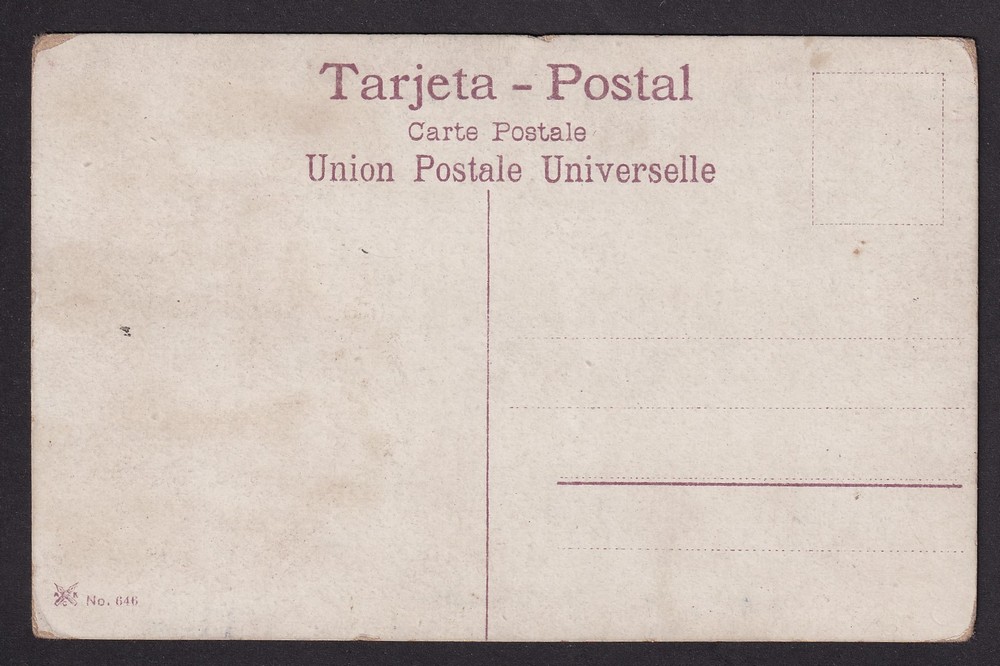 Tarjeta - Postal
Carte Postale
Union Postale Universelle
No. 646